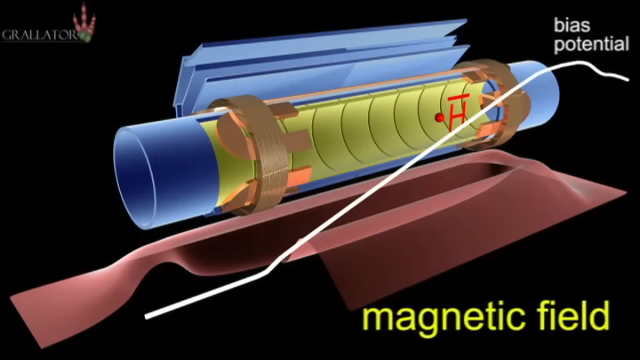 GRALLATOR
bias
potential
H̅
magnetic field